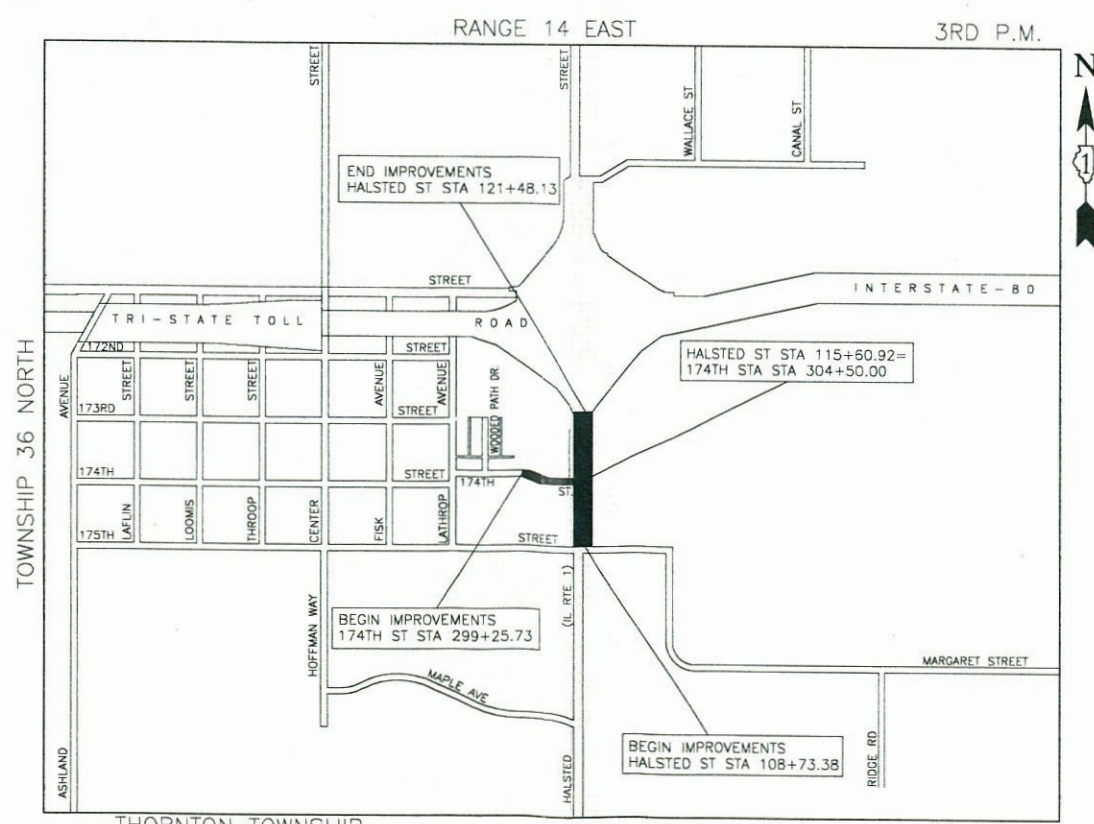 RANGE 14 EAST
3RD P.M.
N
1
STREET
STREET
WALLACE ST
CANAL ST
END IMPROVEMENTS
HALSTED ST STA 121+48.13
STREET
INTERSTATE-80
TRI-STATE TOLL ROAD
172ND
STREET
HALSTED ST STA 115+60.92=
174TH STA STA 304+50.00
TOWNSHIP 36 NORTH
AVENUE
STREET
STREET
STREET
AVENUE
AVENUE
WOODED PATH DR.
173RD
STREET
174TH
STREET
174TH
ST.
175TH
LAFLIN
LOOMIS
THROOP
CENTER
FISK
LATHROP
STREET
BEGIN IMPROVEMENTS
174TH ST STA 299+25.73
(IL RTE 1)
HOFFMAN WAY
MAPLE AVE
MARGARET STREET
BEGIN IMPROVEMENTS
HALSTED ST STA 108+73.38
ASHLAND
HALSTED
RIDGE RD
THORNTON TOWNSHIP